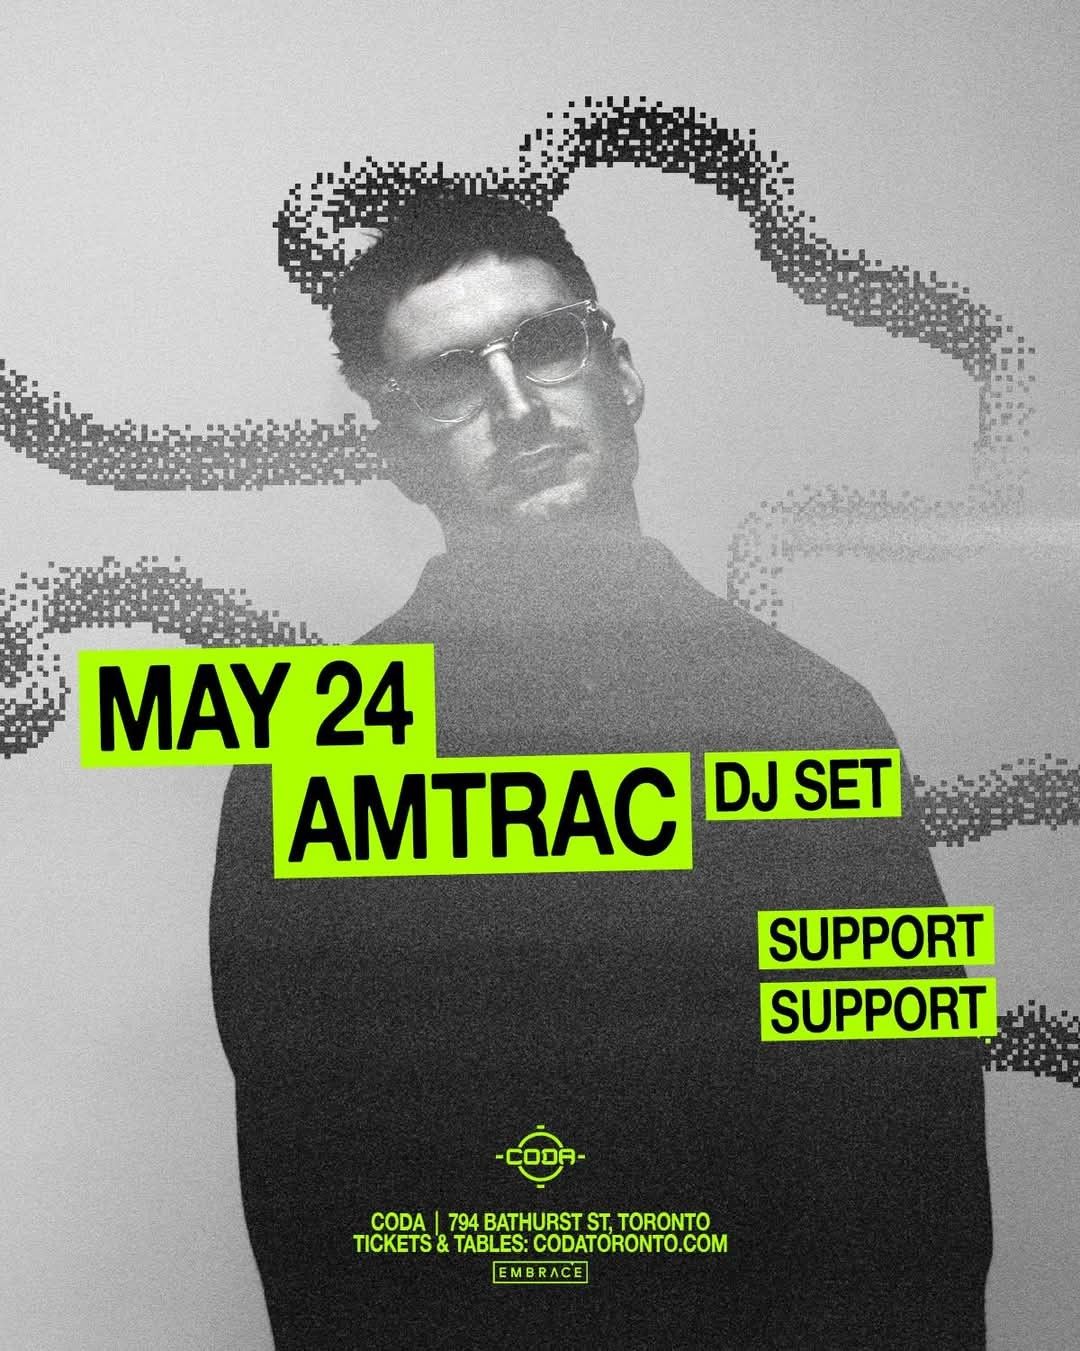 MAY 24
AMTRAC
DJ SET
SUPPORT
SUPPORT
CODA
CODA | 794 BATHURST ST, TORONTO
TICKETS & TABLES: CODATORONTO.COM
EMBRACE